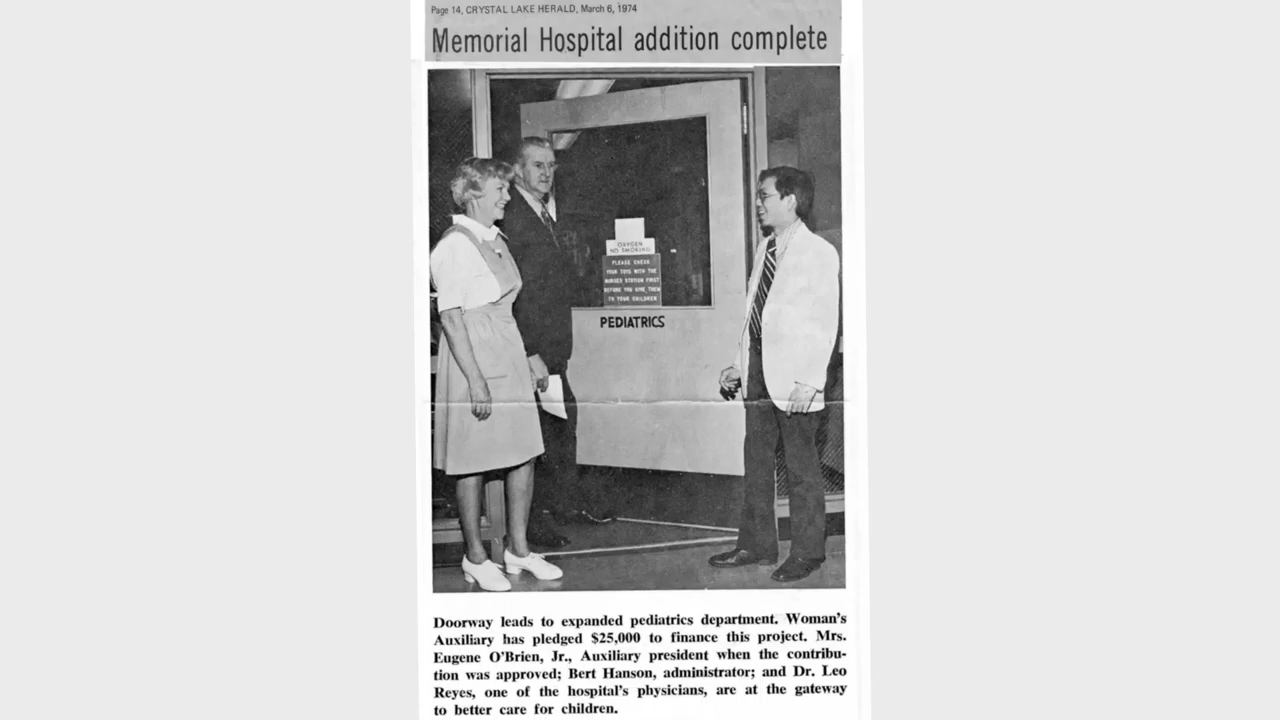 Page 14, CRYSTAL LAKE HERALD, March 6, 1974
Memorial Hospital addition complete
OXYGEN
NO SMOKING
PLEASE CHECK
YOUR TOYS WITH THE
NURSES STATION FIRST
BEFORE YOU GIVE THEM
TO YOUR CHILDREN
PEDIATRICS
Doorway leads to expanded pediatrics department. Woman's
Auxiliary has pledged $25,000 to finance this project. Mrs.
Eugene O'Brien, Jr., Auxiliary president when the contribu-
tion was approved; Bert Hanson, administrator; and Dr. Leo
Reyes, one of the hospital's physicians, are at the gateway
to better care for children.